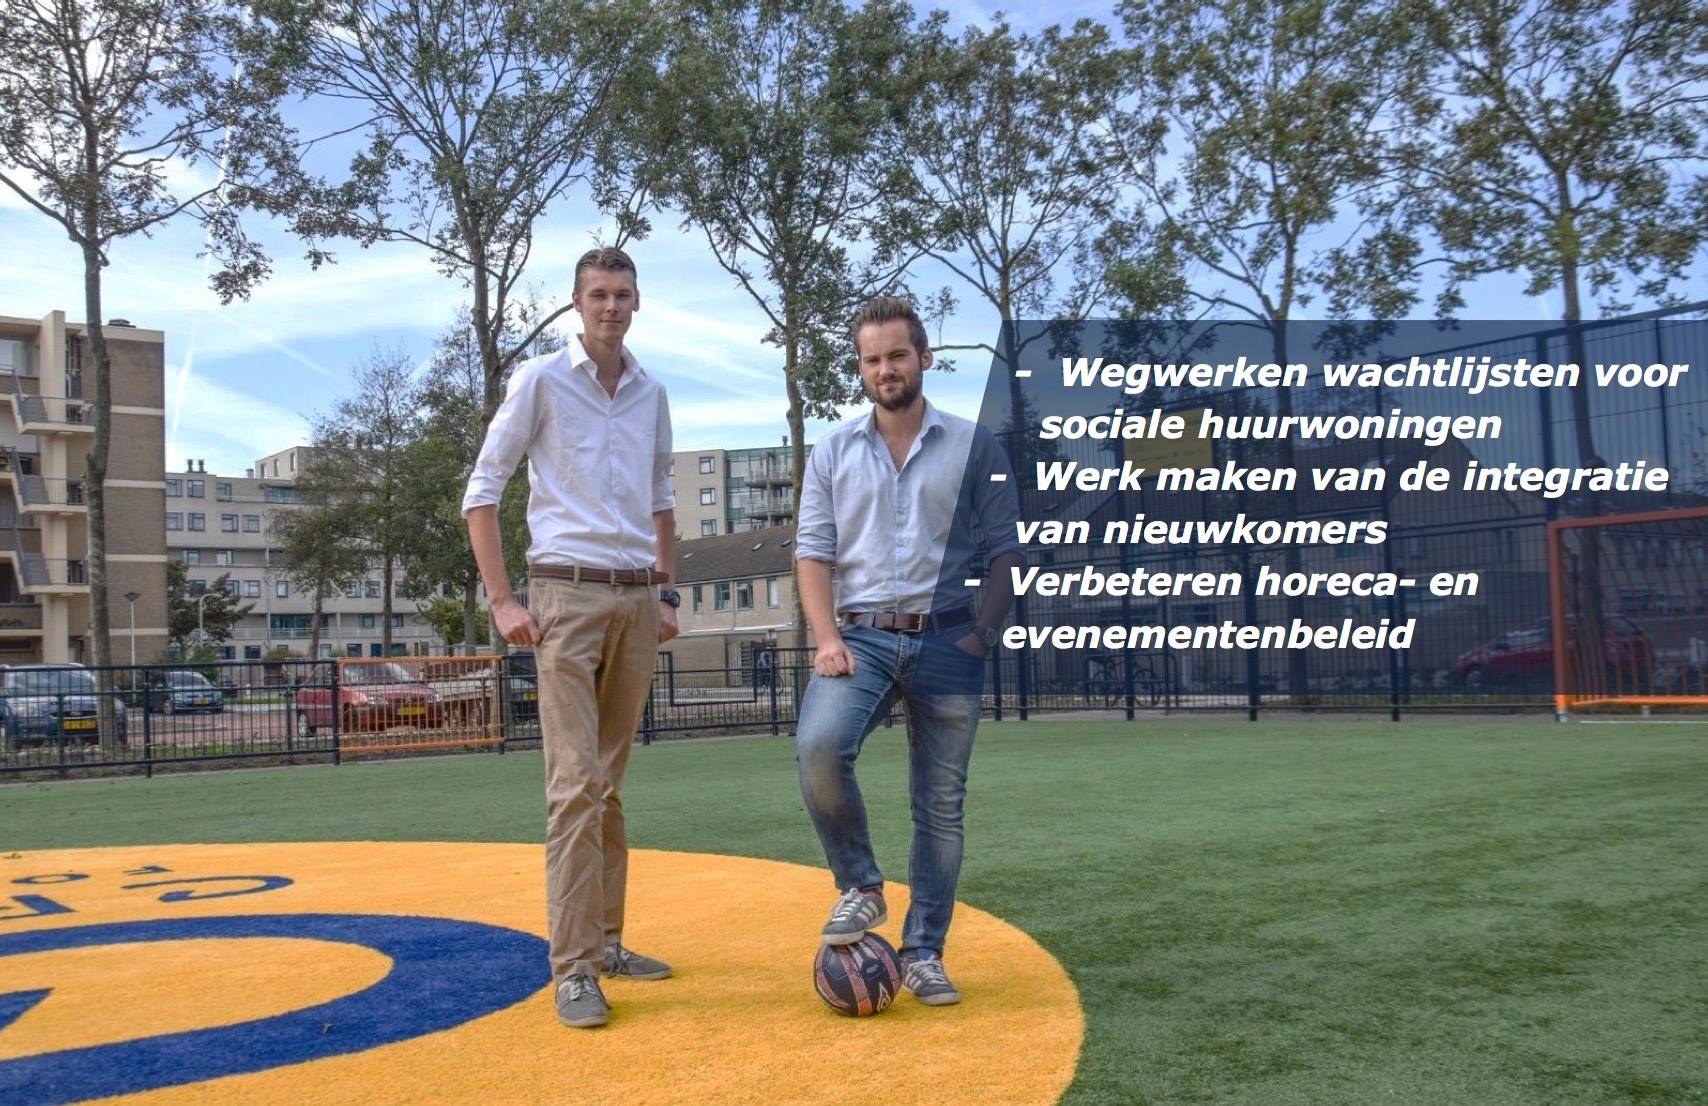 - Wegwerken wachtlijsten voor
sociale huurwoningen
- Werk maken van de integratie
van nieuwkomers
- Verbeteren horeca- en
evenementenbeleid